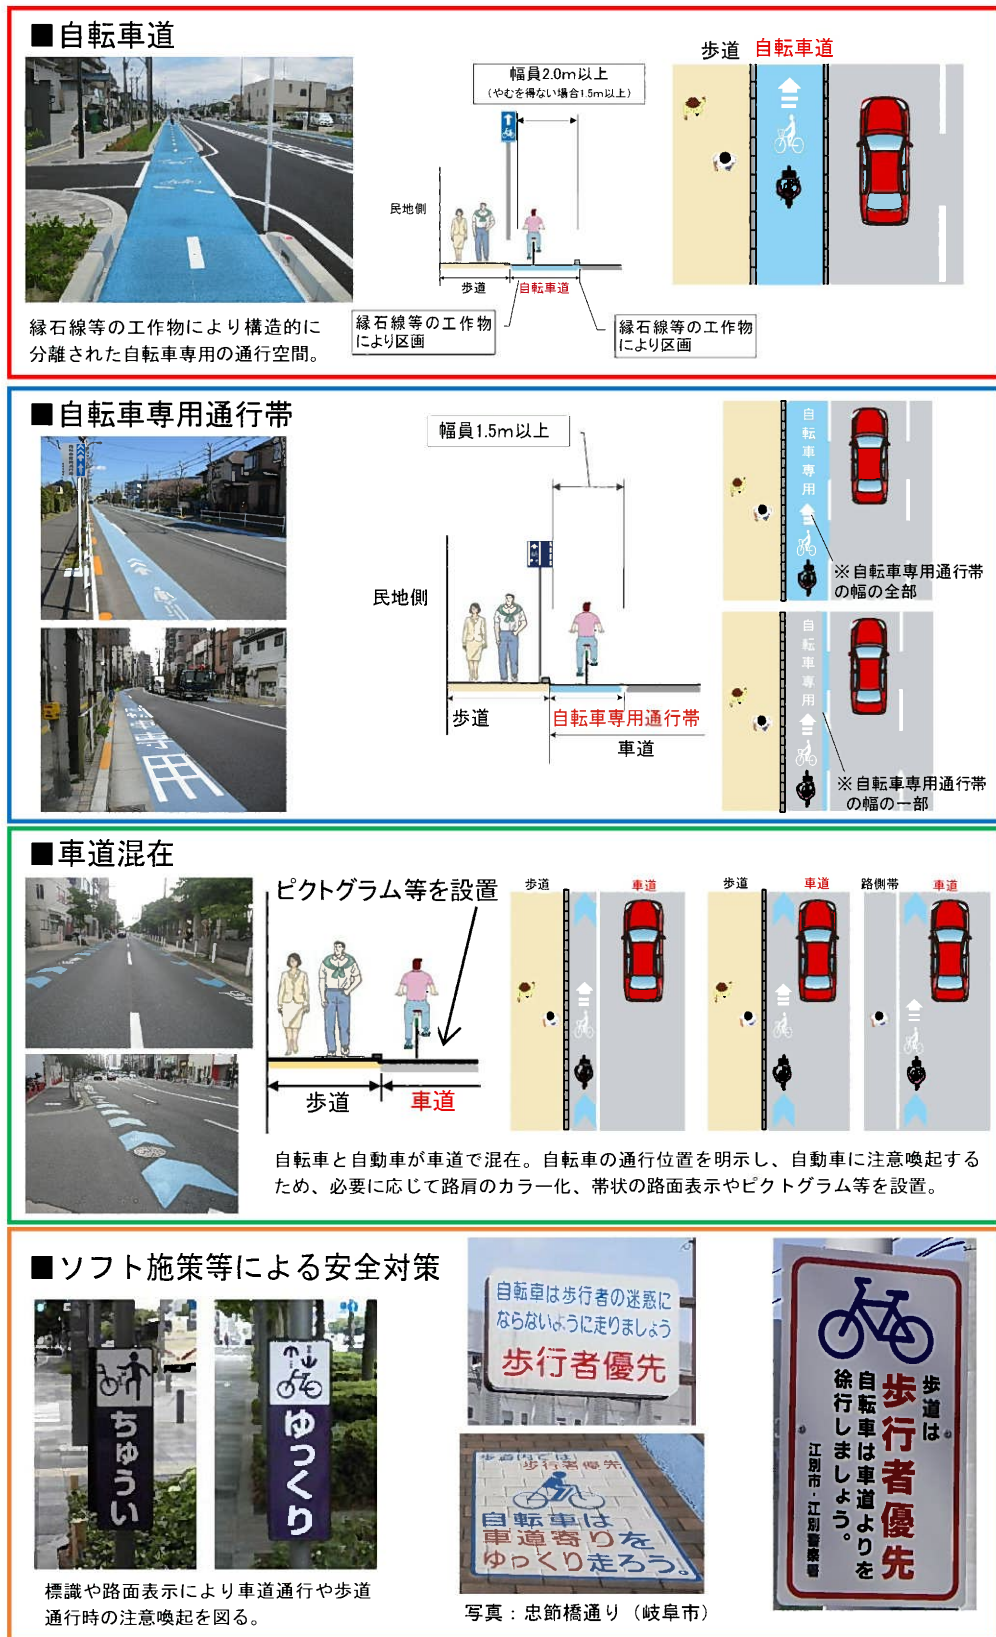 ■自転車道
歩道 自転車道
幅員2.0m以上
(やむを得ない場合1.5m以上)
民地側
歩道 自転車道
縁石線等の工作物
により区画
縁石線等の工作物
により区画
縁石線等の工作物により構造的に
分離された自転車専用の通行空間。
■自転車専用通行帯
幅員1.5m以上
民地側
歩道 自転車専用通行帯
車道
自転車専用
※自転車専用通行帯
の幅の全部
自転車専用
※自転車専用通行帯
の幅の一部
■車道混在
ピクトグラム等を設置
歩道 車道
歩道 車道
歩道 車道 路側帯 車道
自転車と自動車が車道で混在。自転車の通行位置を明示し、自動車に注意喚起する
ため、必要に応じて路肩のカラー化、帯状の路面表示やピクトグラム等を設置。
■ソフト施策等による安全対策
ちゅうい
ゆっくり
自転車は歩行者の迷惑に
ならないように走りましょう
歩行者優先
歩道内では
歩行者優先
自転車は
車道寄りを
ゆっくり走ろう。
歩道は
歩行者優先
自転車は車道よりを
徐行しましょう。
江別市・江別警察署
標識や路面表示により車道通行や歩道
通行時の注意喚起を図る。
写真：忠節橋通り（岐阜市）